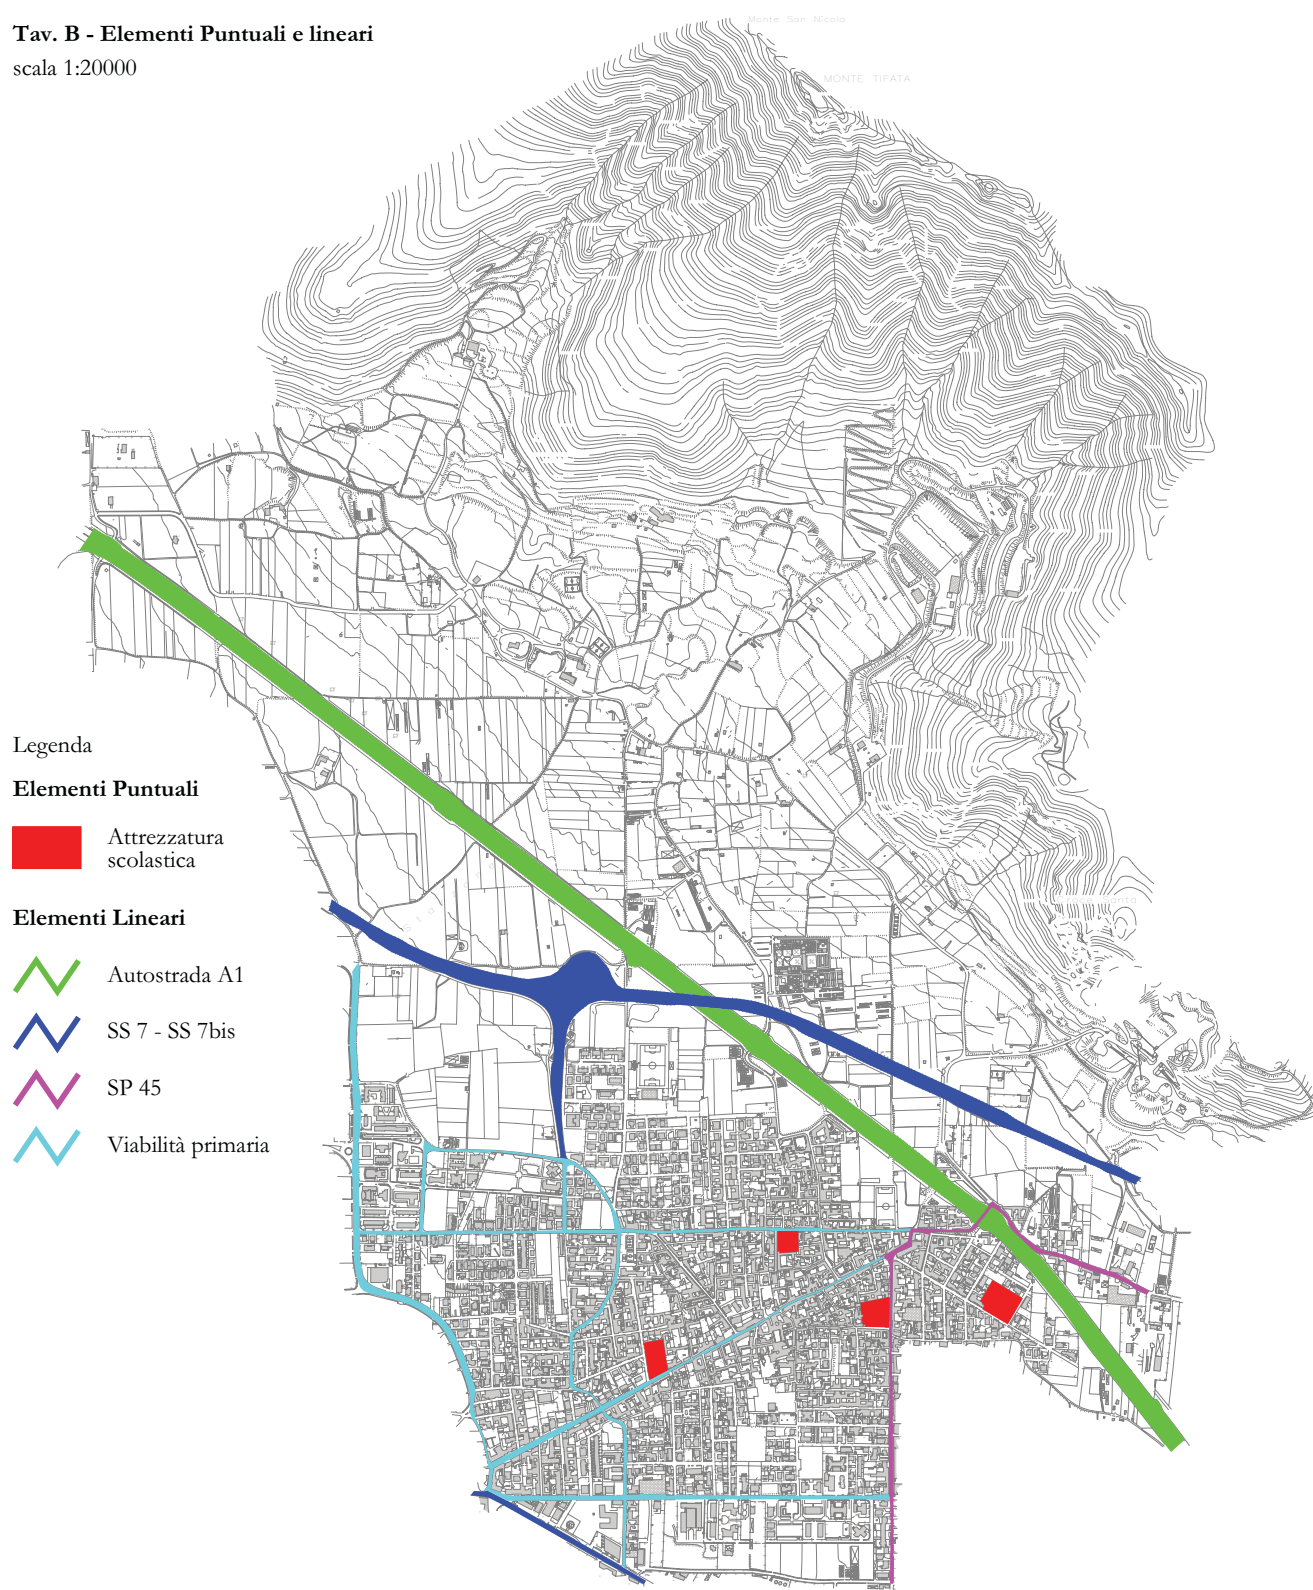 Tav. B - Elementi Puntuali e lineari
scala 1:20000
Monte San Nicola
MONTE TIFATA
Legenda
Elementi Puntuali
Attrezzatura
scolastica
Elementi Lineari
Autostrada A1
SS 7 - SS 7bis
SP 45
Viabilità primaria
Santa